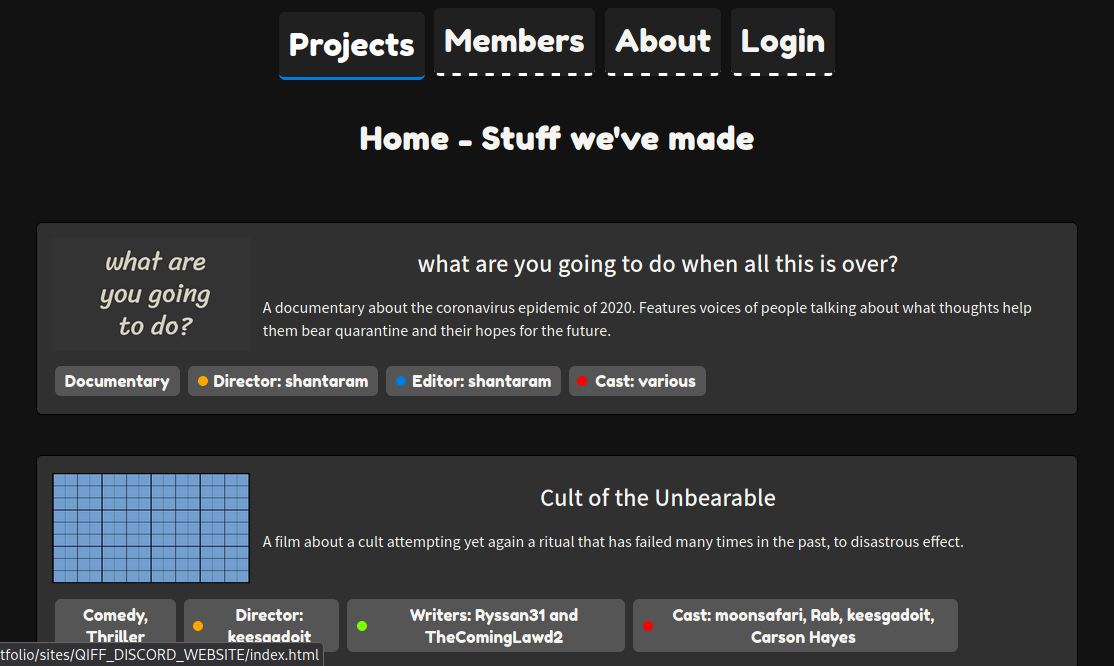 Projects Members About Login
Home - Stuff we've made
what are
you going
to do?
what are you going to do when all this is over?
A documentary about the coronavirus epidemic of 2020. Features voices of people talking about what thoughts help
them bear quarantine and their hopes for the future.
Documentary Director: shantaram Editor: shantaram Cast: various
Cult of the Unbearable
A film about a cult attempting yet again a ritual that has failed many times in the past, to disastrous effect.
Comedy,
Thriller
Director:
keesgadoit
Writers: Ryssan31 and
TheComingLawd2
Cast: moonsafari, Rab, keesgadoit,
Carson Hayes
tfolio/sites/QIFF_DISCORD_WEBSITE/index.html